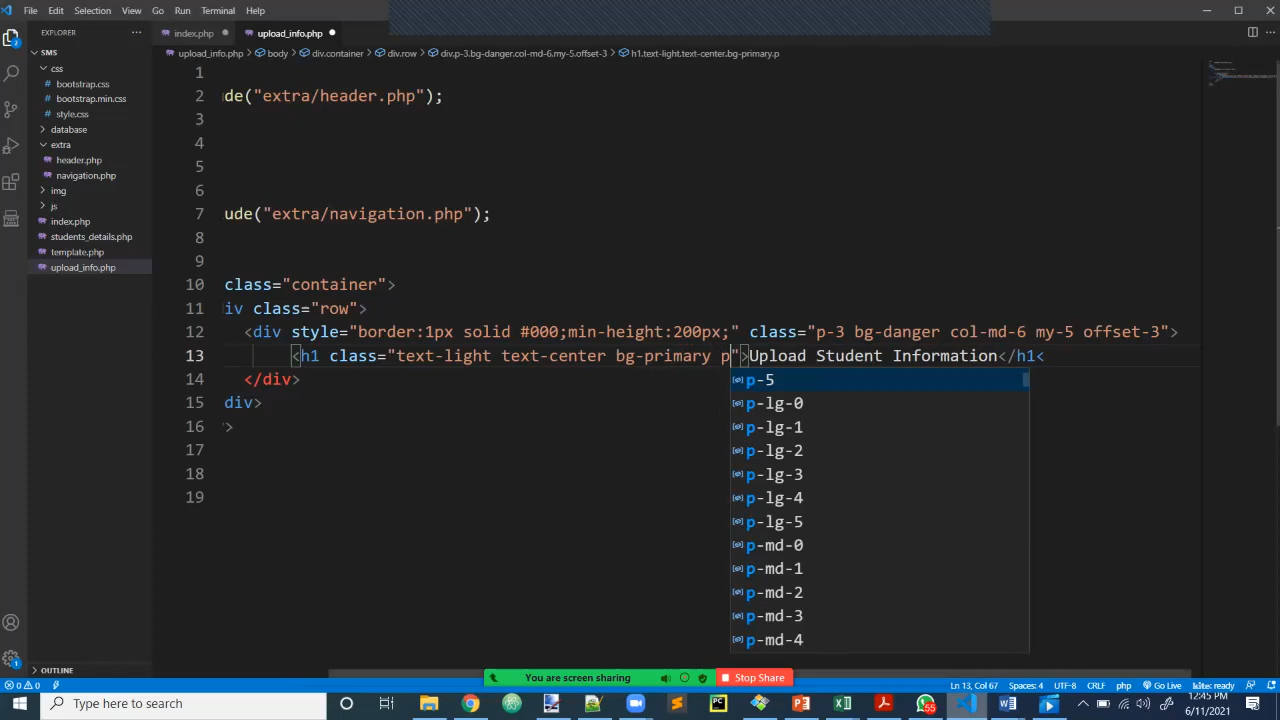 File Edit Selection View Go Run Terminal Help
EXPLORER ···
index.php
upload_info.php
upload_info.php > body > div.container > div.row > div.p-3.bg-danger.col-md-6.my-5.offset-3 > h1.text-light.text-center.bg-primary.p
SMS
css
bootstrap.css
bootstrap.min.css
style.css
database
extra
header.php
navigation.php
img
js
index.php
students_details.php
template.php
upload_info.php
OUTLINE
1
2 de("extra/header.php");
3
4
5
6
7 ude("extra/navigation.php");
8
9
10 class="container">
11 iv class="row">
12 <div style="border:1px solid #000;min-height:200px;" class="p-3 bg-danger col-md-6 my-5 offset-3">
13 <h1 class="text-light text-center bg-primary p">Upload Student Information</h1<
14 </div>
15 div>
16 >
17
18
19
p-5
p-lg-0
p-lg-1
p-lg-2
p-lg-3
p-lg-4
p-lg-5
p-md-0
p-md-1
p-md-2
p-md-3
p-md-4
You are screen sharing Stop Share
0 0
Ln 13, Col 67 Spaces: 4 UTF-8 CRLF php Go Live kite: ready
Type here to search
55
12:45 PM
6/11/2021